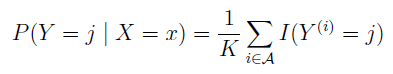 P(Y = j | X = x) = \frac{1}{K} \sum_{i \in \mathcal{A}} I(Y^{(i)} = j)